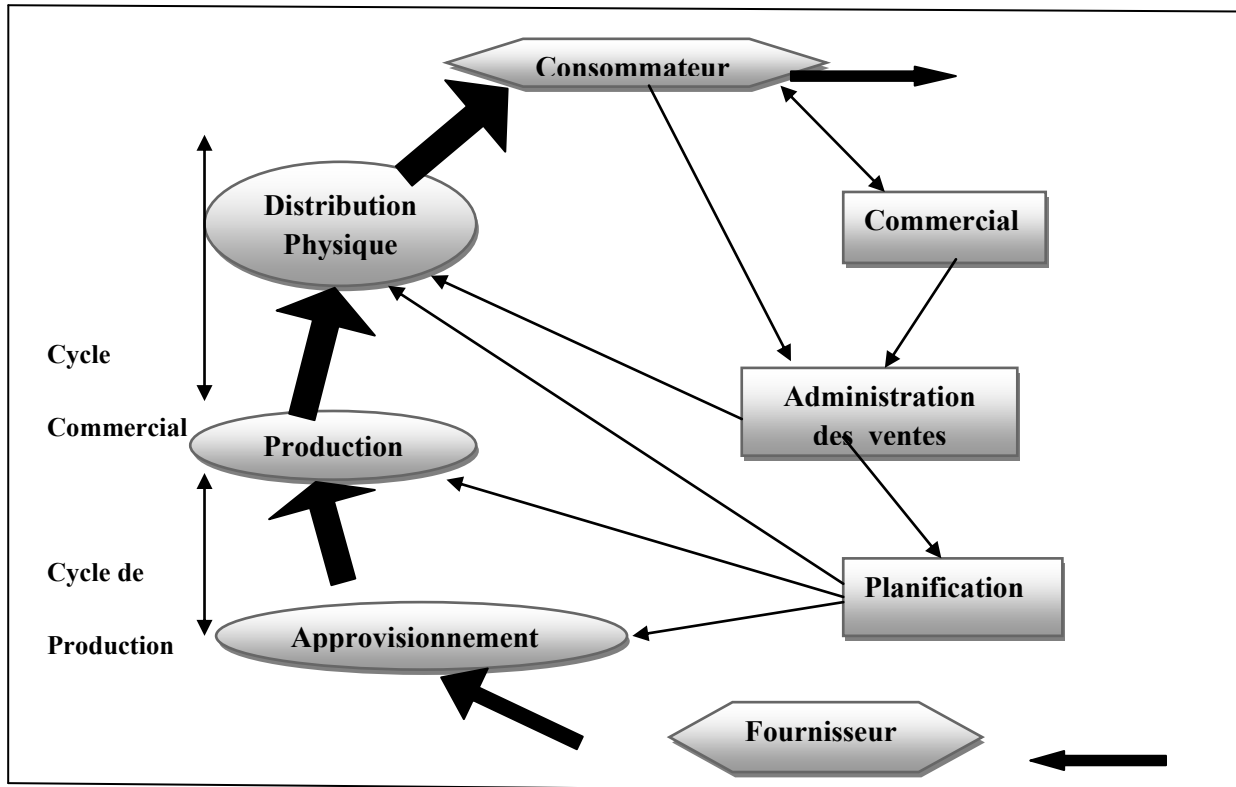 Consommateur
Distribution
Physique
Commercial
Cycle
Commercial
Administration
des ventes
Production
Cycle de
Production
Planification
Approvisionnement
Fournisseur